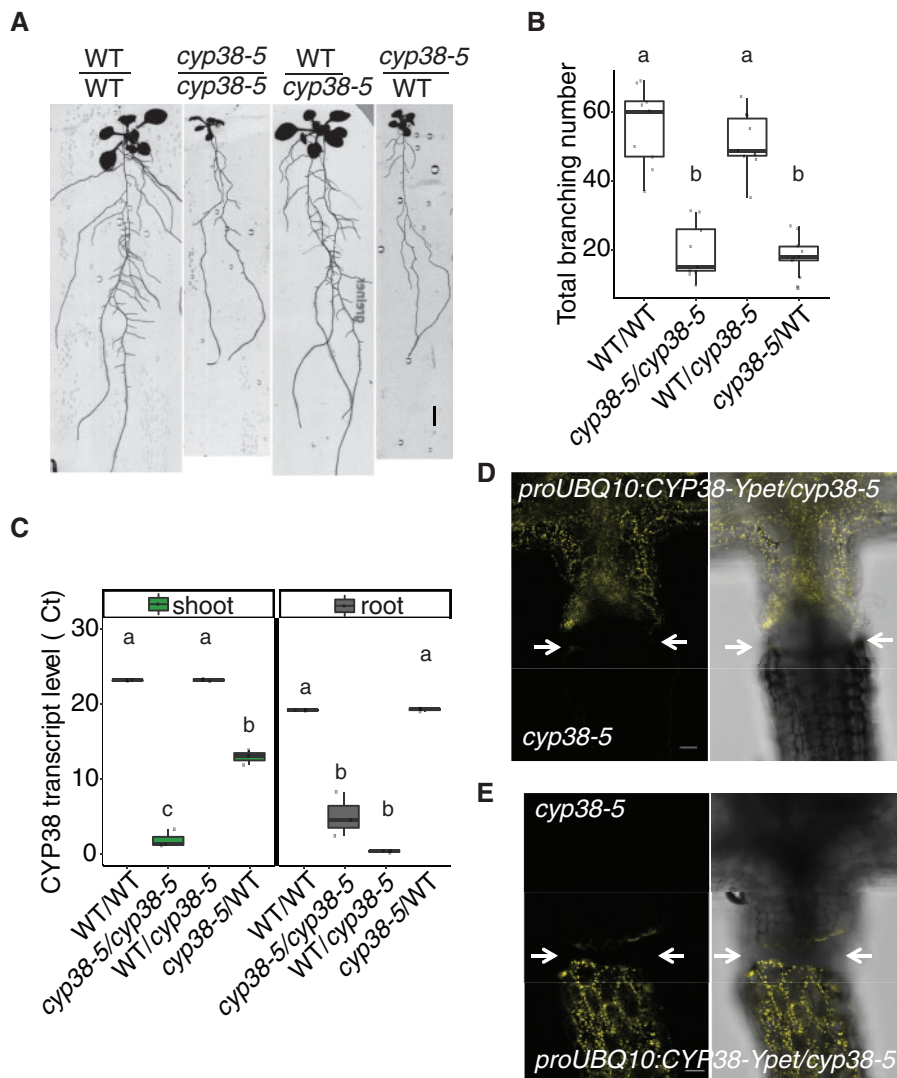 A
WT
WT
cyp38-5
cyp38-5
WT
cyp38-5
cyp38-5
WT
greiner
B
Total branching number
60
40
20
a
b
a
b
WT/WT
cyp38-5/cyp38-5
WT/cyp38-5
cyp38-5/WT
C
CYP38 transcript level ( Ct)
shoot
root
30
20
10
0
a
c
a
b
a
b
b
a
WT/WT
cyp38-5/cyp38-5
WT/cyp38-5
cyp38-5/WT
WT/WT
cyp38-5/cyp38-5
WT/cyp38-5
cyp38-5/WT
D
proUBQ10:CYP38-Ypet/cyp38-5
cyp38-5
E
cyp38-5
proUBQ10:CYP38-Ypet/cyp38-5